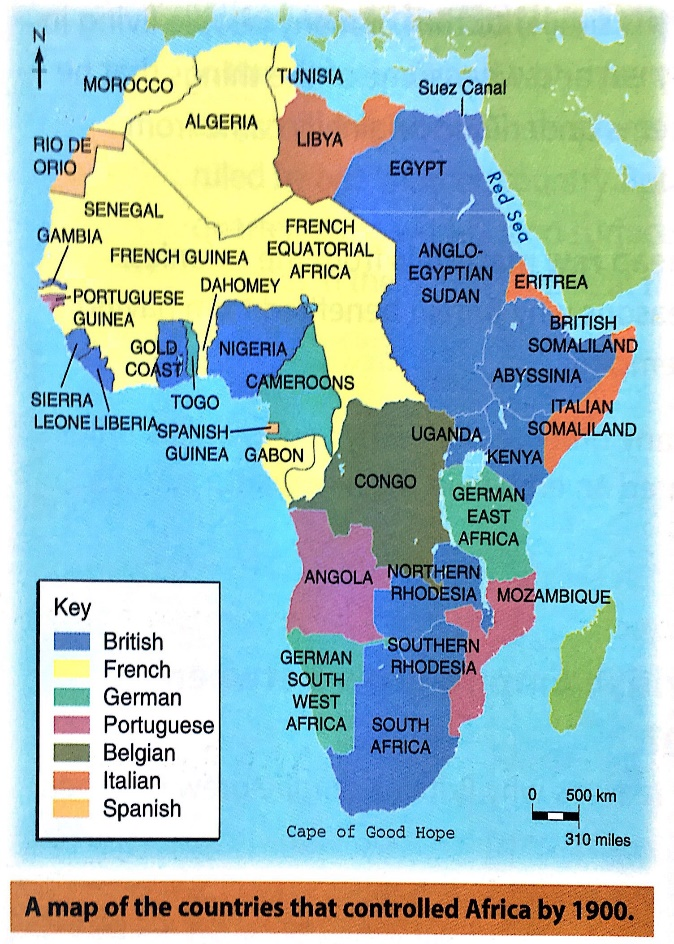 N
MOROCCO
TUNISIA
Suez Canal
ALGERIA
LIBYA
EGYPT
RIO DE
ORIO
Red Sea
SENEGAL
GAMBIA
FRENCH GUINEA
FRENCH
EQUATORIAL
AFRICA
ANGLO-
EGYPTIAN
SUDAN
ERITREA
DAHOMEY
PORTUGUESE
GUINEA
BRITISH
SOMALILAND
GOLD
COAST
NIGERIA
CAMEROONS
ABYSSINIA
SIERRA
LEONE
LIBERIA
TOGO
ITALIAN
SOMALILAND
SPANISH
GUINEA
UGANDA
GABON
KENYA
CONGO
GERMAN
EAST
AFRICA
ANGOLA
NORTHERN
RHODESIA
MOZAMBIQUE
SOUTHERN
RHODESIA
GERMAN
SOUTH
WEST
AFRICA
SOUTH
AFRICA
Key
British
French
German
Portuguese
Belgian
Italian
Spanish
0 500 km
310 miles
Cape of Good Hope
A map of the countries that controlled Africa by 1900.